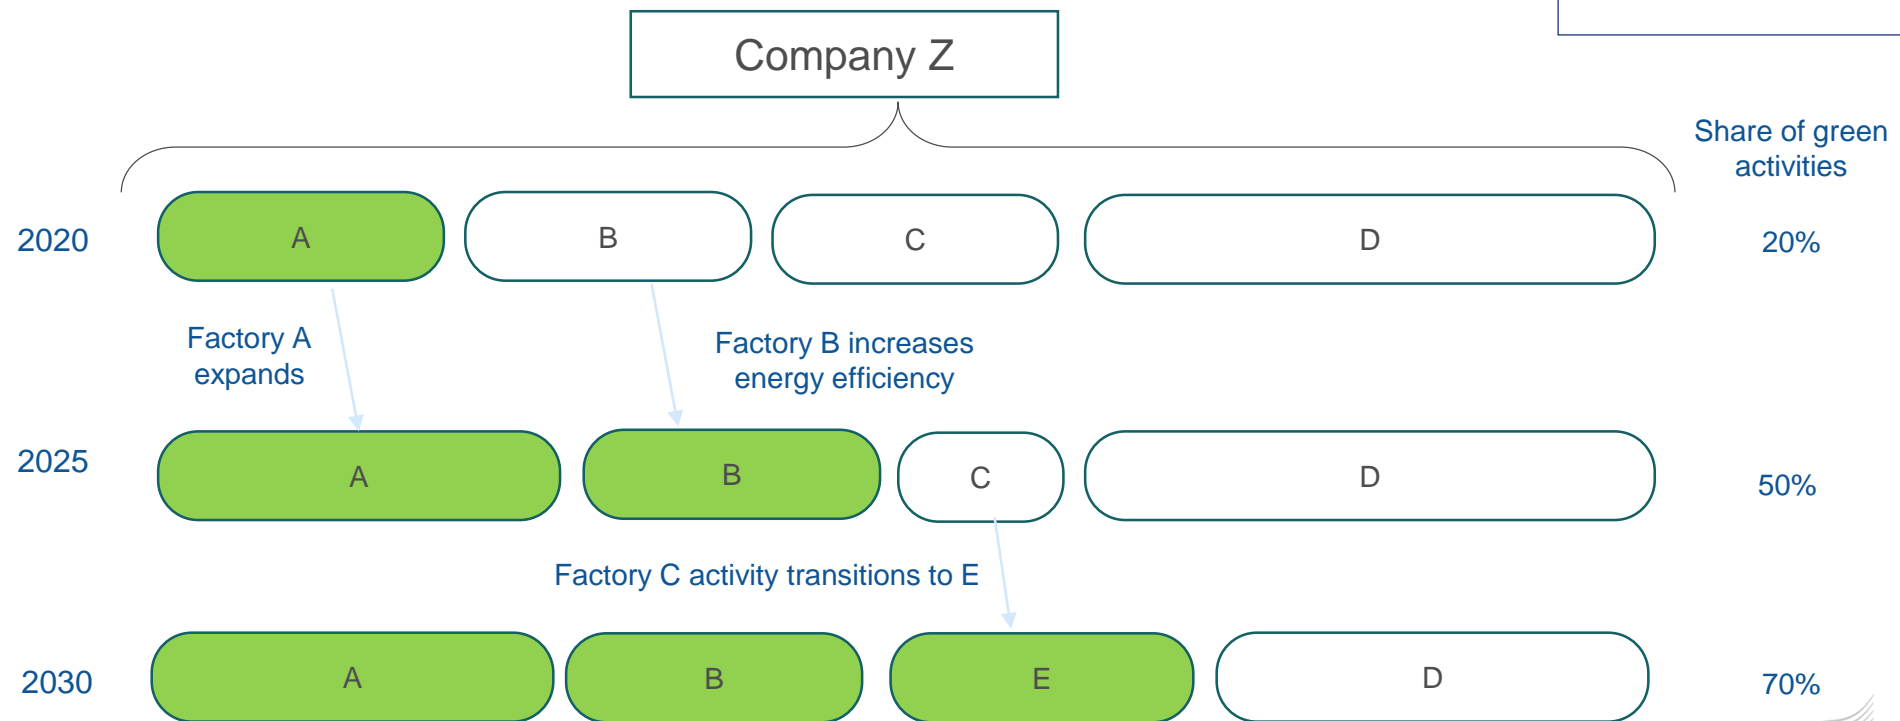 Company Z
Share of green
activities
2020
A
B
C
D
20%
Factory A
expands
Factory B increases
energy efficiency
2025
A
B
C
D
50%
Factory C activity transitions to E
2030
A
B
E
D
70%